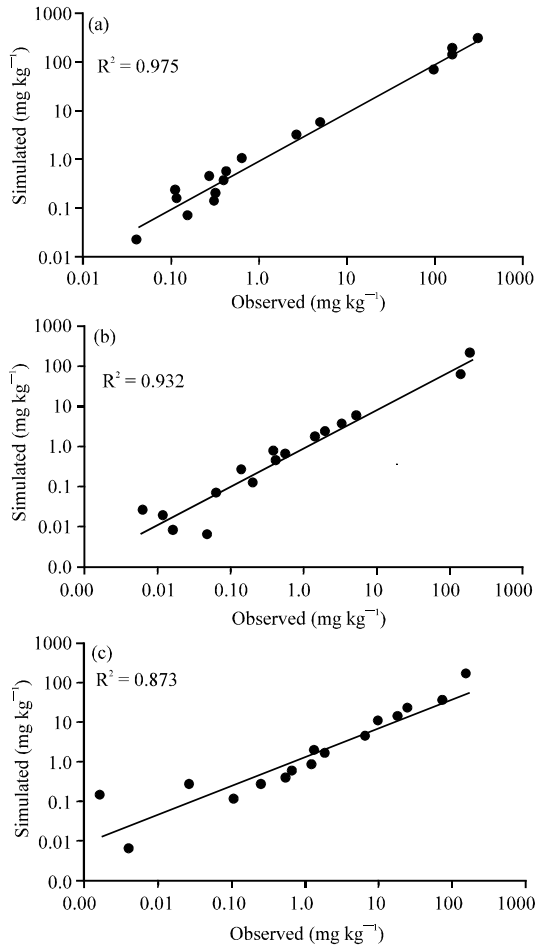 (a)
R² = 0.975
Simulated (mg kg⁻¹)
1000
100
10
1.0
0.1
0.01
0.01 0.10 1.0 10 100 1000
Observed (mg kg⁻¹)
(b)
R² = 0.932
Simulated (mg kg⁻¹)
1000
100
10
1.0
0.1
0.01
0.0
0.00 0.01 0.10 1.0 10 100 1000
Observed (mg kg⁻¹)
(c)
R² = 0.873
Simulated (mg kg⁻¹)
1000
100
10
1.0
0.1
0.01
0.0
0.00 0.01 0.10 1.0 10 100 1000
Observed (mg kg⁻¹)